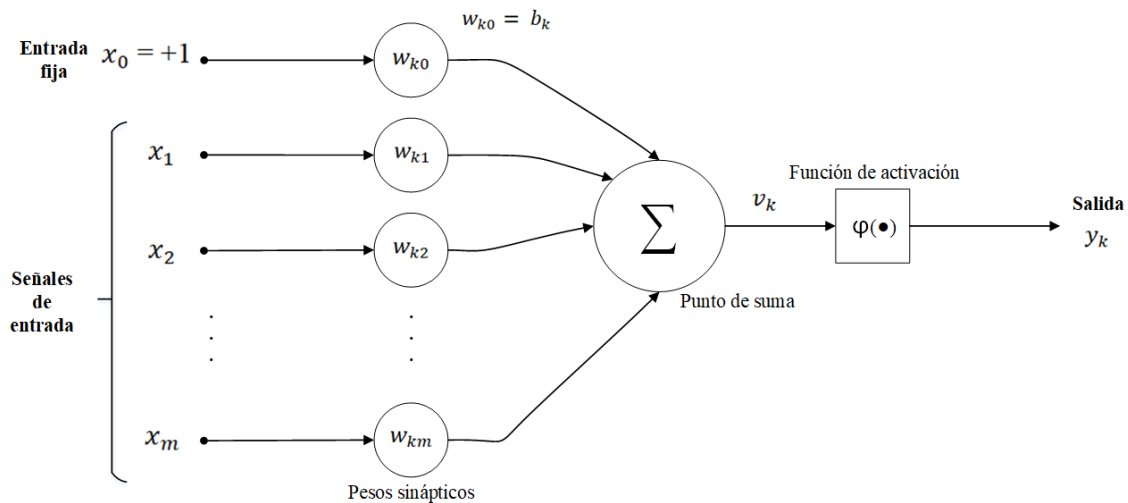 w_{k0} = b_k
Entrada
fija
x_0 = +1
w_{k0}
x_1
w_{k1}
Función de activación
x_2
w_{k2}
∑
v_k
φ(●)
Salida
y_k
Señales
de
entrada
Punto de suma
. . .
. . .
x_m
w_{km}
Pesos sinápticos